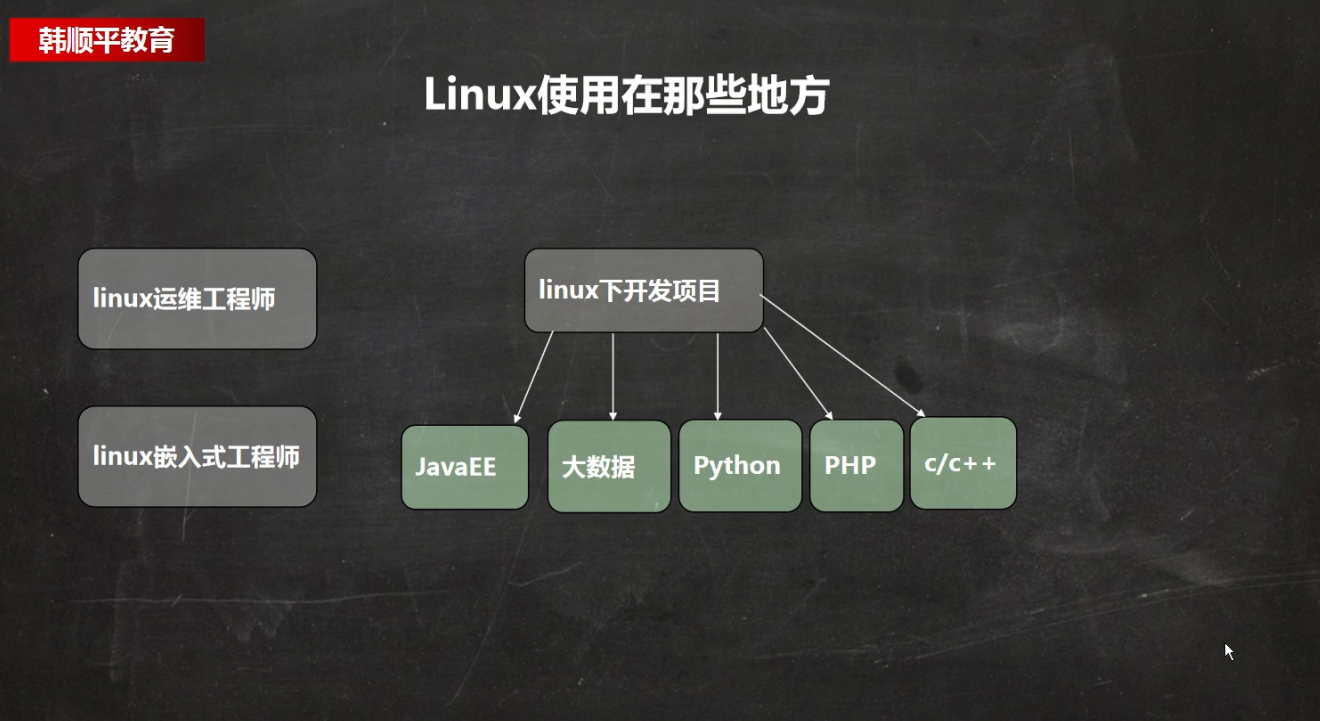 韩顺平教育
Linux使用在那些地方
linux运维工程师
linux下开发项目
linux嵌入式工程师
JavaEE
大数据
Python
PHP
c/c++